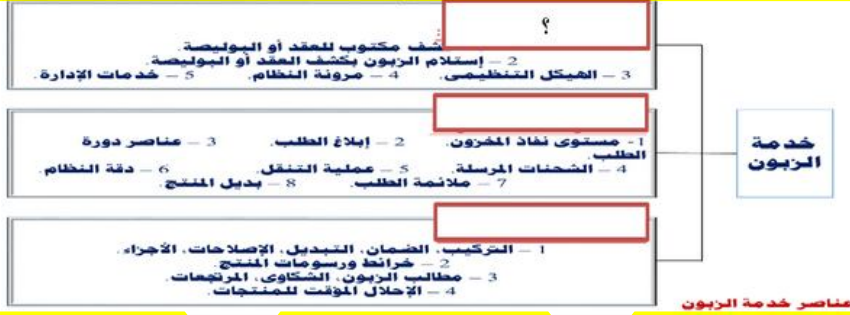 ؟
كشف مكتوب للعقد أو البوليصة.
2 – إستلام الزبون بكشف العقد أو البوليصة.
3 – الهيكل التنظيمى. 4 – مرونة النظام. 5 – خدمات الإدارة.
1- مستوى نفاذ المخزون. 2 – إبلاغ الطلب. 3 – عناصر دورة
الطلب.
4 – الشحنات المرسلة. 5 – عملية التنقل. 6 – دقة النظام.
7 – ملائمة الطلب. 8 – بديل المنتج.
خدمة
الزبون
1 – التركيب، الضمان، التبديل، الإصلاحات، الأجزاء.
2 – خرائط ورسومات المنتج.
3 – مطالب الزبون، الشكاوى، المرتجعات.
4 – الإحلال المؤقت للمنتجات.
عناصر خدمة الزبون